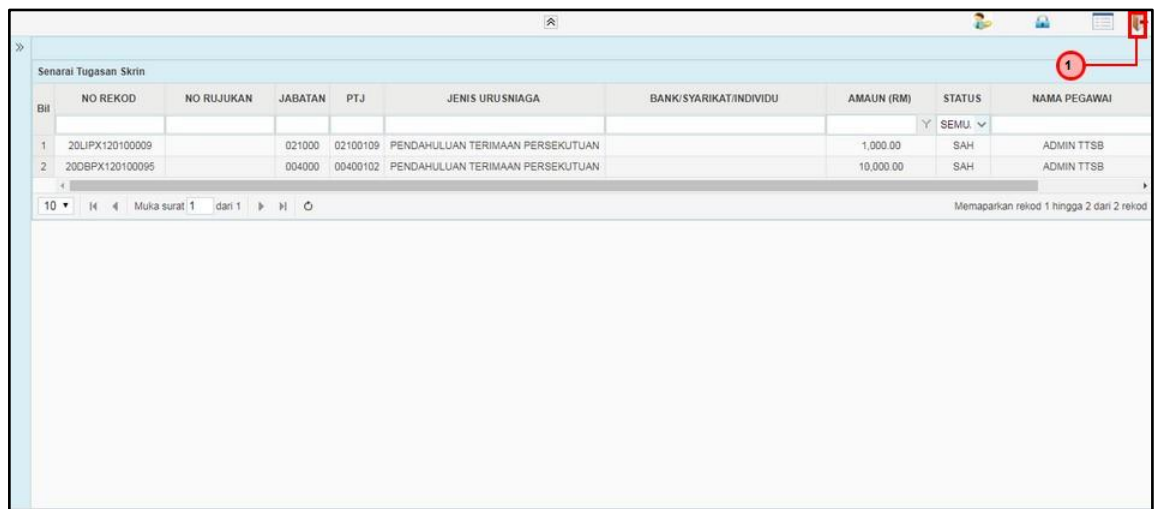 1
Senarai Tugasan Skrin
Bil NO REKOD NO RUJUKAN JABATAN PTJ JENIS URUSNIAGA BANK/SYARIKAT/INDIVIDU AMAUN (RM) STATUS NAMA PEGAWAI
SEMU.
1 20LIPX120100009 021000 02100109 PENDAHULUAN TERIMAAN PERSEKUTUAN 1,000.00 SAH ADMIN TTSB
2 20DBPX120100095 004000 00400102 PENDAHULUAN TERIMAAN PERSEKUTUAN 10,000.00 SAH ADMIN TTSB
10 Muka surat 1 dari 1 Memaparkan rekod 1 hingga 2 dari 2 rekod